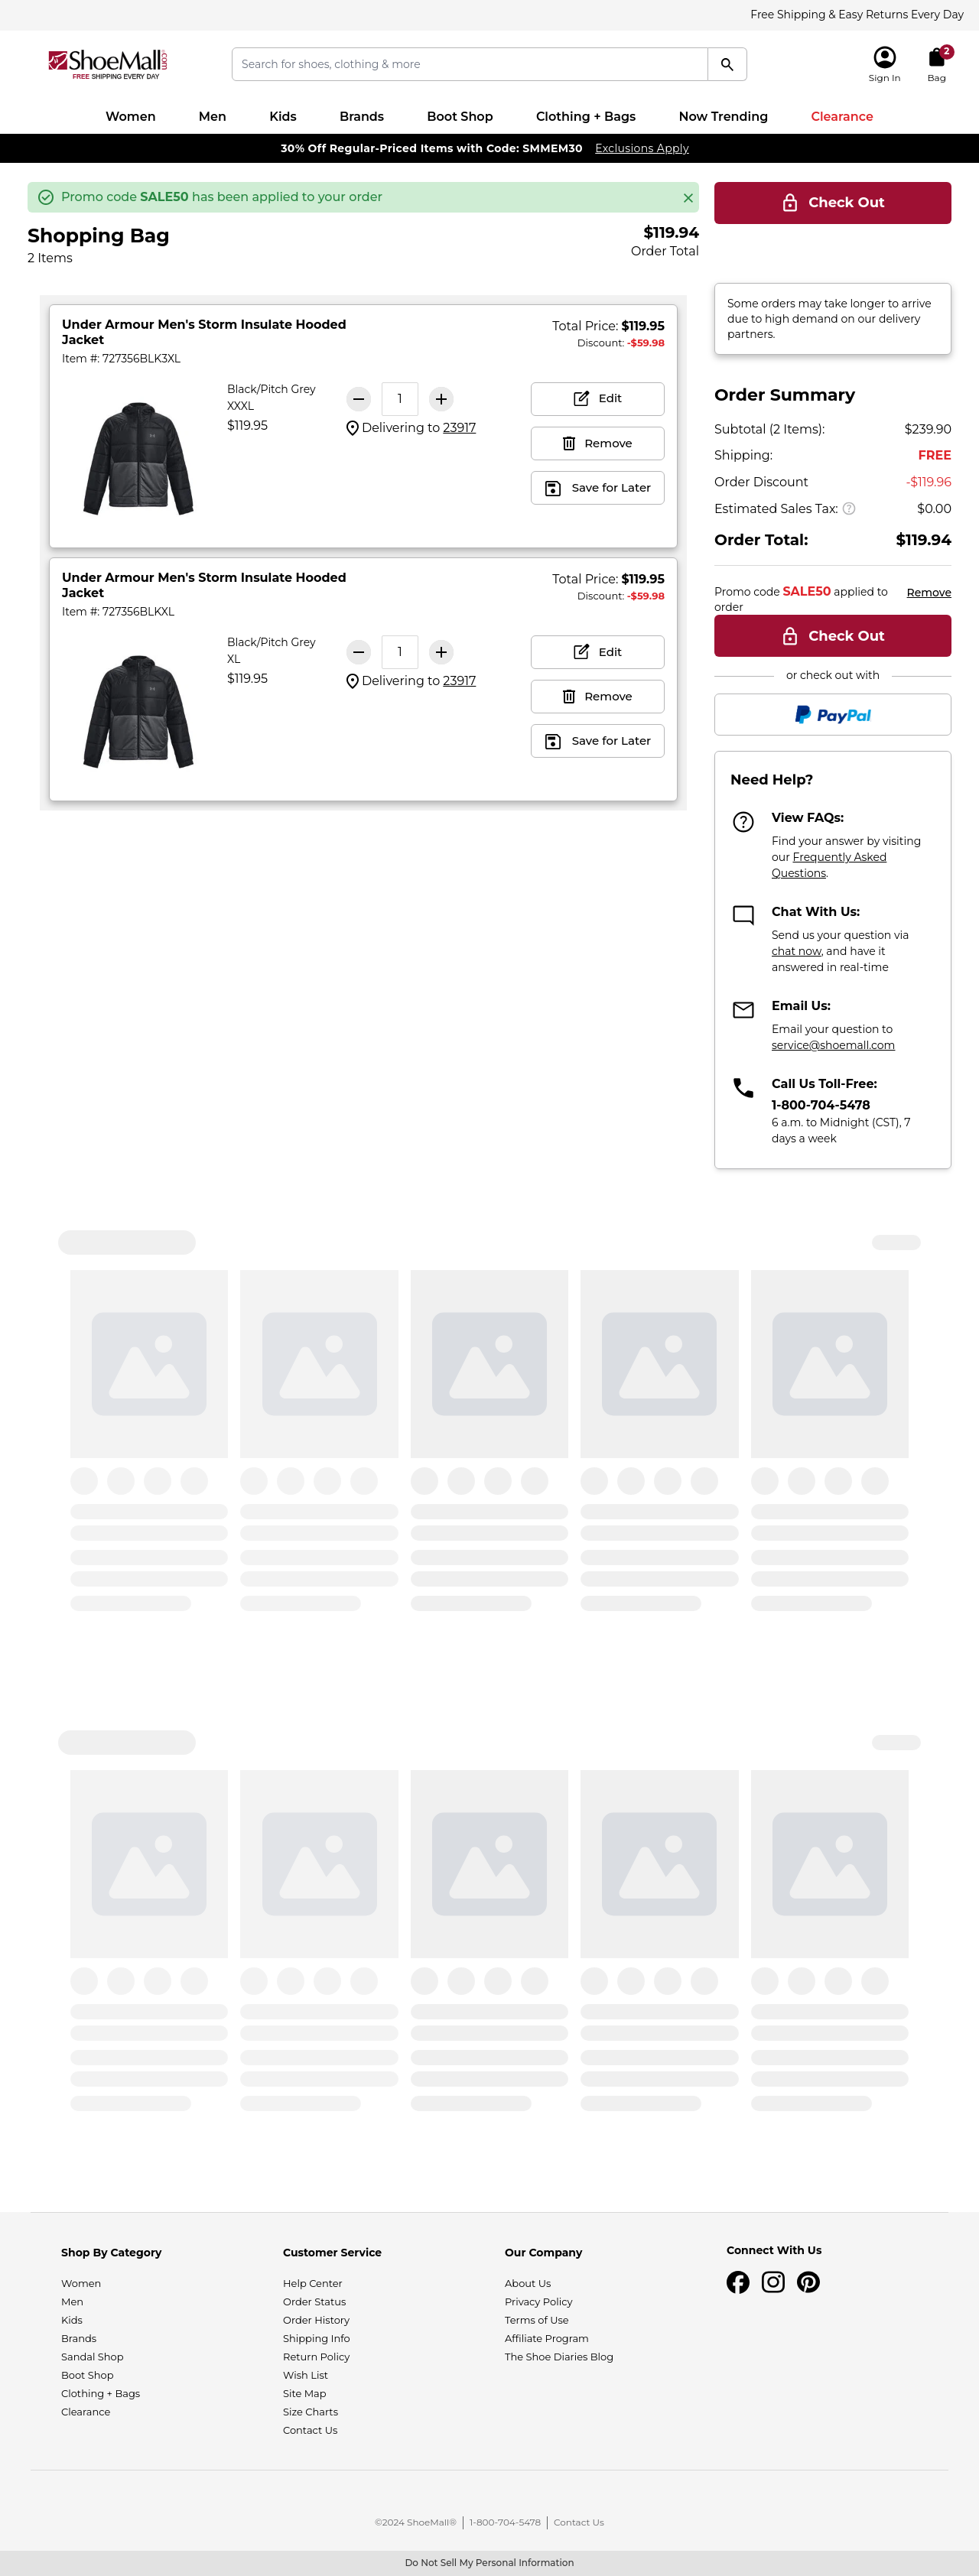 Free Shipping & Easy Returns Every Day
ShoeMall.com
FREE SHIPPING EVERY DAY
Search for shoes, clothing & more
Sign In
2
Bag
Women Men Kids Brands Boot Shop Clothing + Bags Now Trending Clearance
30% Off Regular-Priced Items with Code: SMMEM30 Exclusions Apply
Promo code SALE50 has been applied to your order
Shopping Bag
2 Items
$119.94
Order Total
Under Armour Men's Storm Insulate Hooded
Jacket
Item #: 727356BLK3XL
Total Price: $119.95
Discount: -$59.98
Black/Pitch Grey
XXXL
$119.95
1
Delivering to 23917
Edit
Remove
Save for Later
Under Armour Men's Storm Insulate Hooded
Jacket
Item #: 727356BLKXL
Total Price: $119.95
Discount: -$59.98
Black/Pitch Grey
XL
$119.95
1
Delivering to 23917
Edit
Remove
Save for Later
Check Out
Some orders may take longer to arrive
due to high demand on our delivery
partners.
Order Summary
Subtotal (2 Items): $239.90
Shipping: FREE
Order Discount -$119.96
Estimated Sales Tax: $0.00
Order Total: $119.94
Promo code SALE50 applied to
order
Remove
Check Out
or check out with
PayPal
Need Help?
View FAQs:
Find your answer by visiting
our Frequently Asked
Questions.
Chat With Us:
Send us your question via
chat now, and have it
answered in real-time
Email Us:
Email your question to
service@shoemall.com
Call Us Toll-Free:
1-800-704-5478
6 a.m. to Midnight (CST), 7
days a week
Shop By Category
Women
Men
Kids
Brands
Sandal Shop
Boot Shop
Clothing + Bags
Clearance
Customer Service
Help Center
Order Status
Order History
Shipping Info
Return Policy
Wish List
Site Map
Size Charts
Contact Us
Our Company
About Us
Privacy Policy
Terms of Use
Affiliate Program
The Shoe Diaries Blog
Connect With Us
©2024 ShoeMall® 1-800-704-5478 Contact Us
Do Not Sell My Personal Information